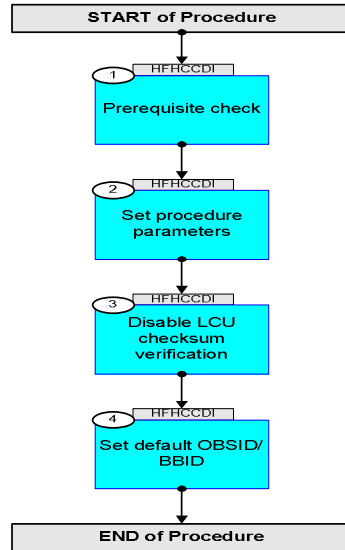 START of Procedure
HFHCCDI
1
Prerequisite check
HFHCCDI
2
Set procedure
parameters
HFHCCDI
3
Disable LCU
checksum
verification
HFHCCDI
4
Set default OBSID/
BBID
END of Procedure